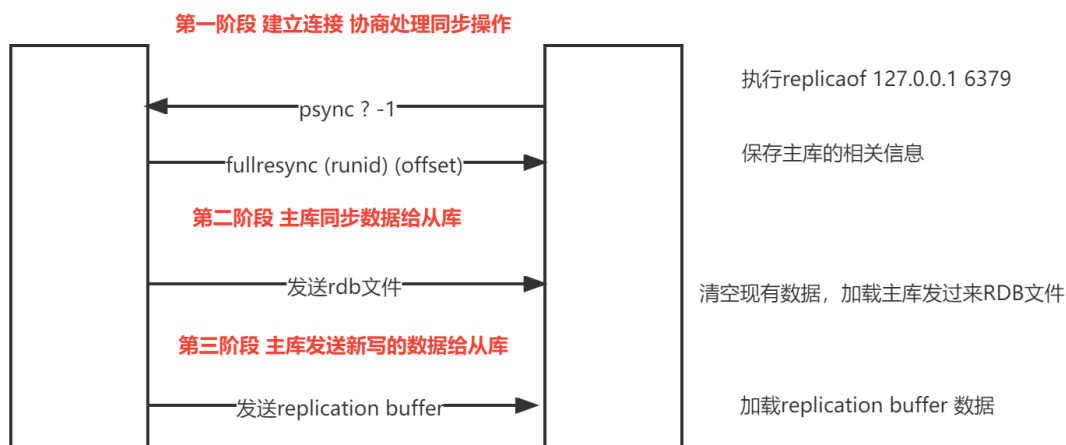 第一阶段 建立连接 协商处理同步操作
执行replicaof 127.0.0.1 6379
psync ? -1
保存主库的相关信息
fullresync (runid) (offset)
第二阶段 主库同步数据给从库
发送rdb文件
清空现有数据，加载主库发过来RDB文件
第三阶段 主库发送新写的数据给从库
发送replication buffer
加载replication buffer 数据